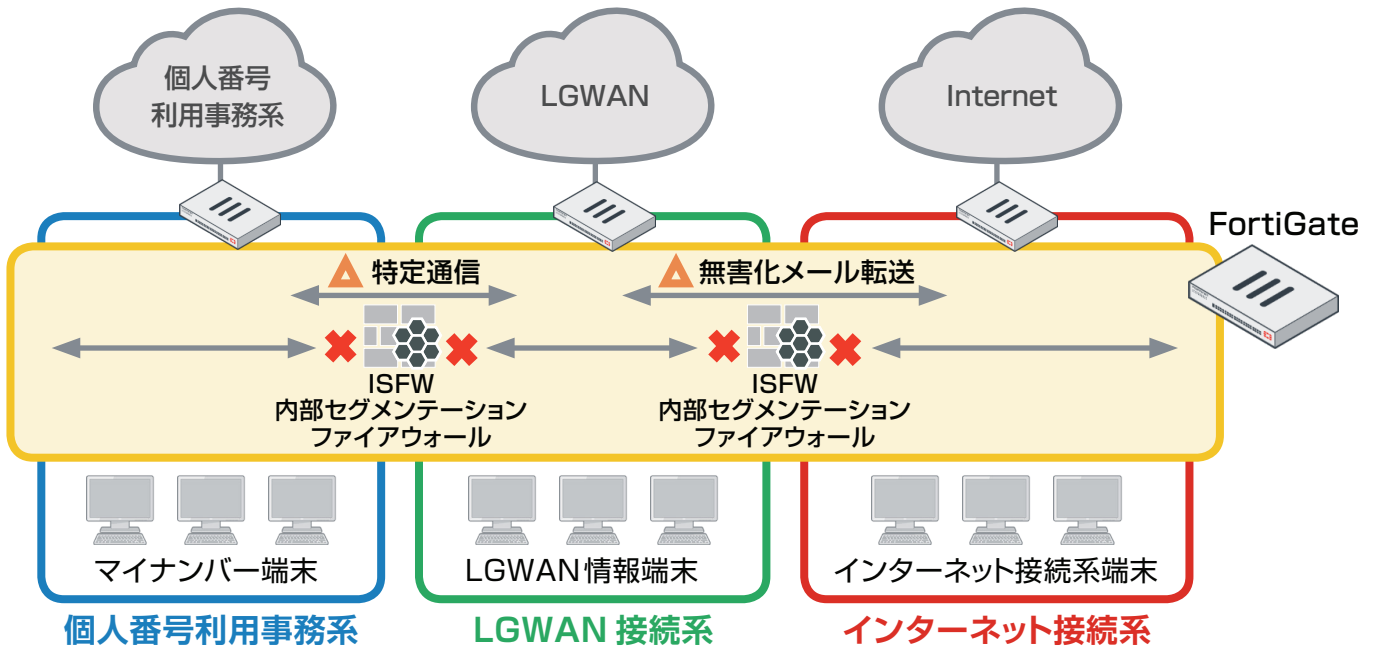 個人番号
利用事務系
LGWAN
Internet
FortiGate
特定通信
無害化メール転送
ISFW
内部セグメンテーション
ファイアウォール
ISFW
内部セグメンテーション
ファイアウォール
マイナンバー端末
LGWAN情報端末
インターネット接続系端末
個人番号利用事務系
LGWAN 接続系
インターネット接続系